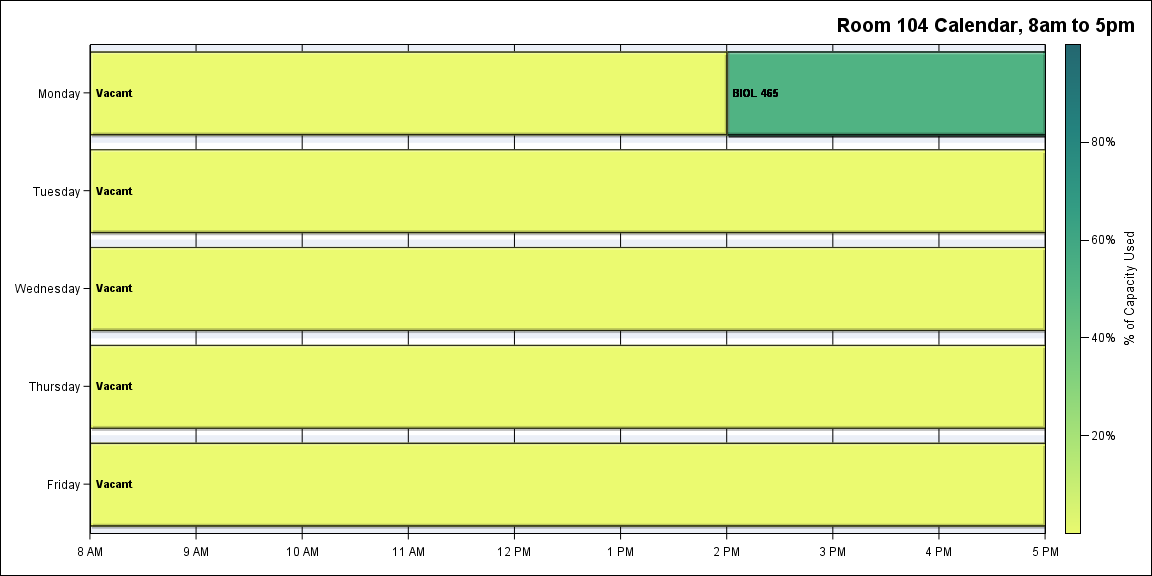 Room 104 Calendar, 8am to 5pm
Monday
Vacant
BIOL 465
Tuesday
Vacant
Wednesday
Vacant
Thursday
Vacant
Friday
Vacant
8 AM 9 AM 10 AM 11 AM 12 PM 1 PM 2 PM 3 PM 4 PM 5 PM
80%
60%
40%
20%
% of Capacity Used